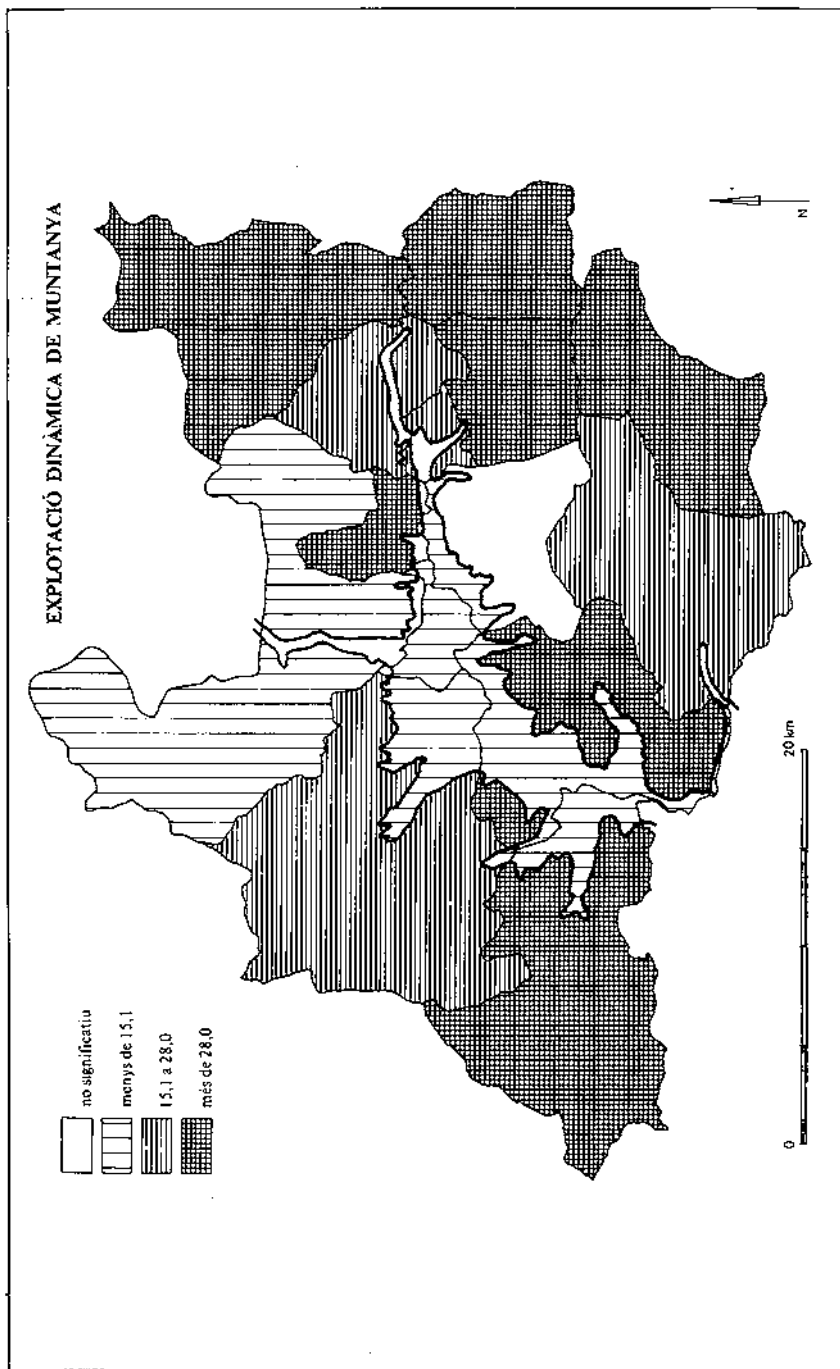 EXPLOTACIÓ DINÀMICA DE MUNTANYA
no significatiu
menys de 15,1
15,1 a 28,0
més de 28,0
0
20 km
N